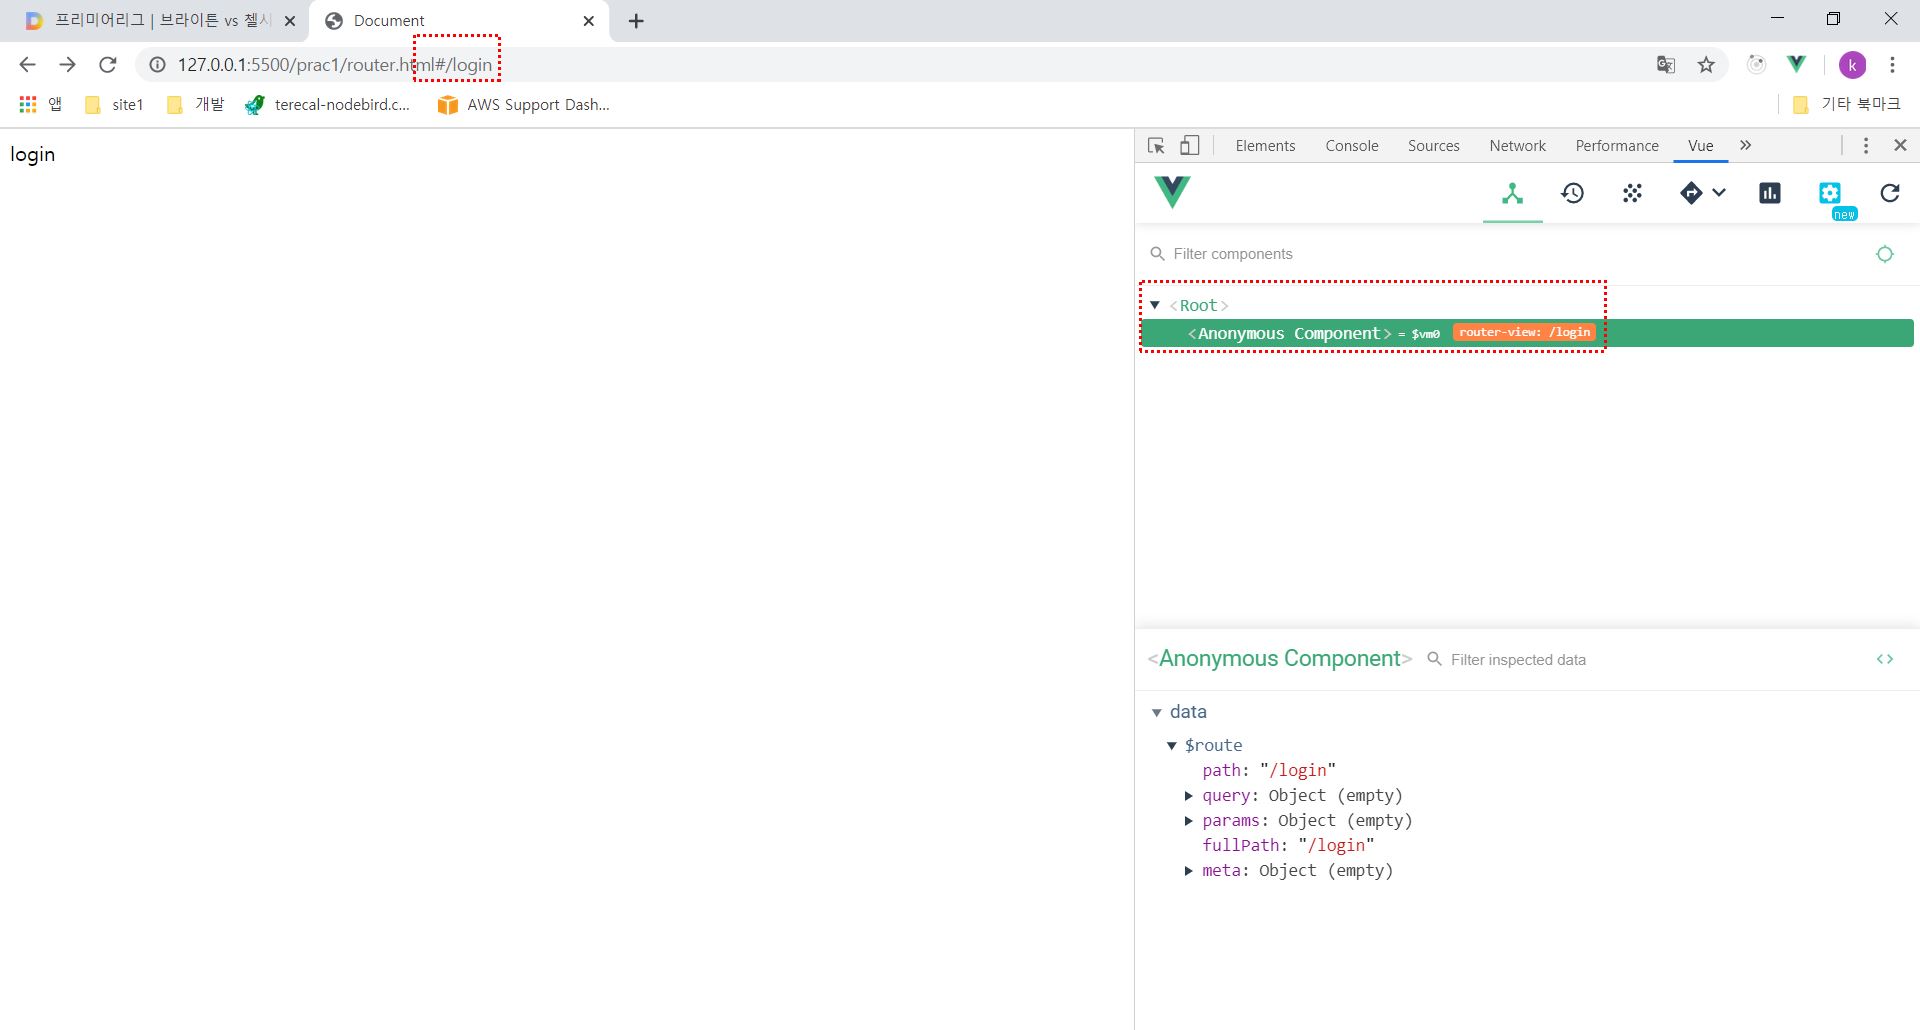 프리미어리그 | 브라이튼 vs 첼시
Document
127.0.0.1:5500/prac1/router.html#/login
k
앱
site1
개발
terecal-nodebird.c...
AWS Support Dash...
기타 북마크
login
Elements Console Sources Network Performance Vue »
new
Filter components
<Root>
<Anonymous Component> = $vm0 router-view: /login
<Anonymous Component> Filter inspected data
data
$route
path: "/login"
query: Object (empty)
params: Object (empty)
fullPath: "/login"
meta: Object (empty)